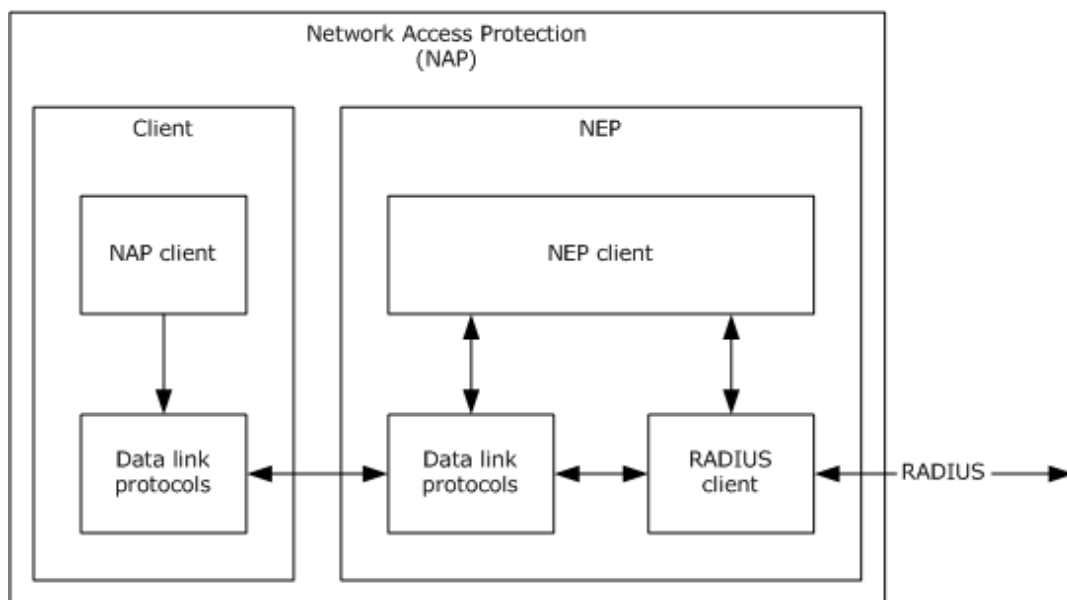 Network Access Protection
(NAP)
Client
NEP
NAP client
NEP client
Data link
protocols
Data link
protocols
RADIUS
client
RADIUS